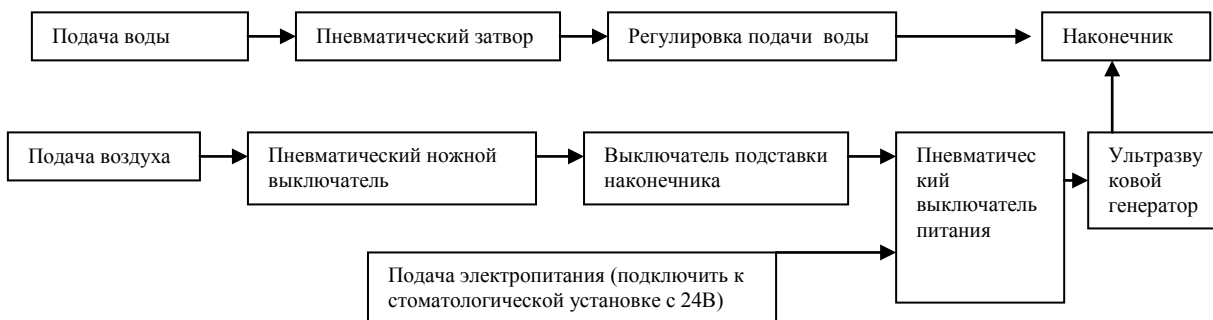 Подача воды
Пневматический затвор
Регулировка подачи воды
Наконечник
Подача воздуха
Пневматический ножной
выключатель
Выключатель подставки
наконечника
Пневматичес
кий
выключатель
питания
Ультразву
ковой
генератор
Подача электропитания (подключить к
стоматологической установке с 24В)